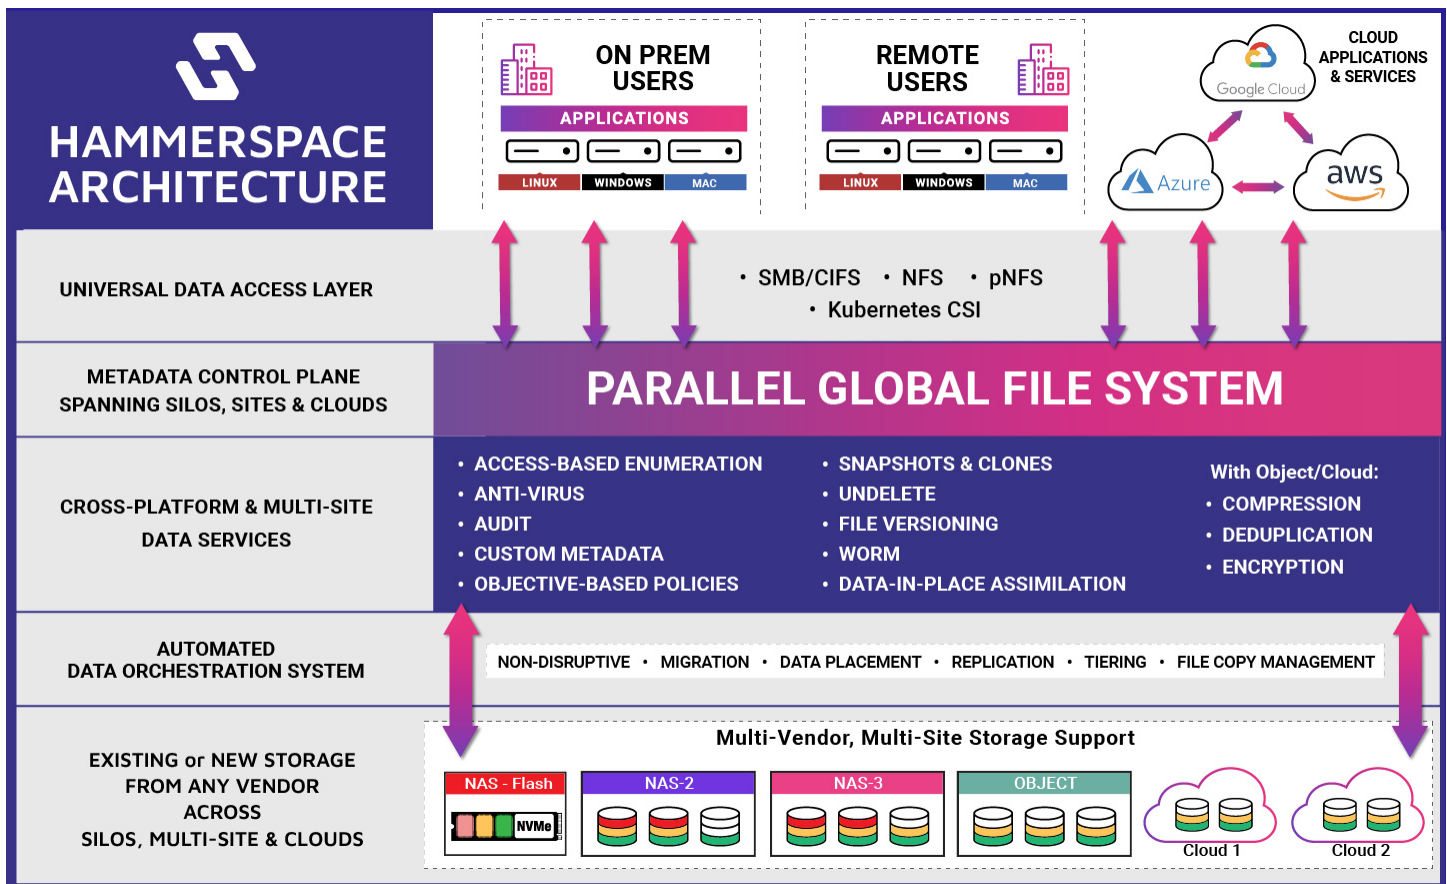 HAMMERSPACE
ARCHITECTURE
ON PREM
USERS
APPLICATIONS
LINUX WINDOWS MAC
REMOTE
USERS
APPLICATIONS
LINUX WINDOWS MAC
CLOUD
APPLICATIONS
& SERVICES
Google Cloud
Azure
aws
UNIVERSAL DATA ACCESS LAYER
• SMB/CIFS • NFS • pNFS
• Kubernetes CSI
METADATA CONTROL PLANE
SPANNING SILOS, SITES & CLOUDS
PARALLEL GLOBAL FILE SYSTEM
CROSS-PLATFORM & MULTI-SITE
DATA SERVICES
• ACCESS-BASED ENUMERATION
• ANTI-VIRUS
• AUDIT
• CUSTOM METADATA
• OBJECTIVE-BASED POLICIES
• SNAPSHOTS & CLONES
• UNDELETE
• FILE VERSIONING
• WORM
• DATA-IN-PLACE ASSIMILATION
With Object/Cloud:
• COMPRESSION
• DEDUPLICATION
• ENCRYPTION
AUTOMATED
DATA ORCHESTRATION SYSTEM
NON-DISRUPTIVE • MIGRATION • DATA PLACEMENT • REPLICATION • TIERING • FILE COPY MANAGEMENT
EXISTING or NEW STORAGE
FROM ANY VENDOR
ACROSS
SILOS, MULTI-SITE & CLOUDS
Multi-Vendor, Multi-Site Storage Support
NAS - Flash
NVMe
NAS-2
NAS-3
OBJECT
Cloud 1
Cloud 2